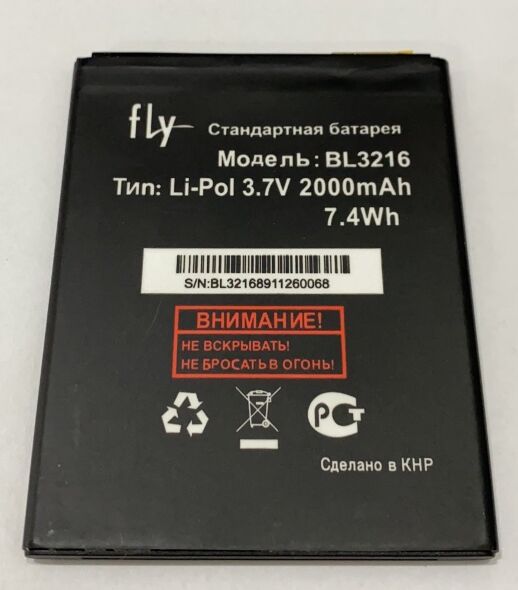 fly Стандартная батарея
Модель: BL3216
Тип: Li-Pol 3.7V 2000mAh
7.4Wh
S/N:BL32168911260068
ВНИМАНИЕ!
НЕ ВСКРЫВАТЬ!
НЕ БРОСАТЬ В ОГОНЬ!
РСТ
Сделано в КНР